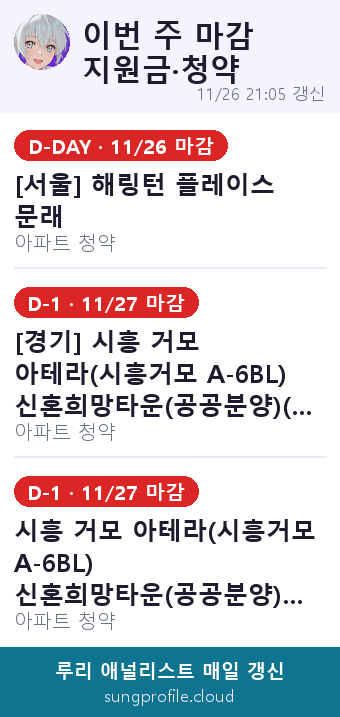 이번 주 마감
지원금·청약
11/26 21:05 갱신
D-DAY · 11/26 마감
[서울] 해링턴 플레이스
문래
아파트 청약
D-1 · 11/27 마감
[경기] 시흥 거모
아테라(시흥거모 A-6BL)
신혼희망타운(공공분양)(...
아파트 청약
D-1 · 11/27 마감
시흥 거모 아테라(시흥거모
A-6BL)
신혼희망타운(공공분양)...
아파트 청약
루리 애널리스트 매일 갱신
sungprofile.cloud